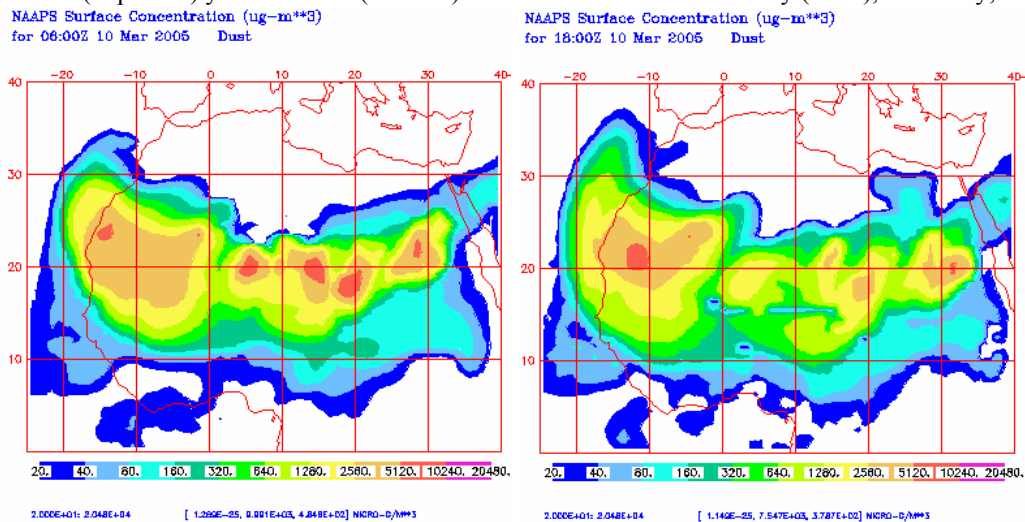 NAAPS Surface Concentration (ug-m**3)
for 06:00Z 10 Mar 2005 Dust
-20 -10 0 10 20 30 40
40
30
20
10
20. 40. 80. 160. 320. 640. 1280. 2560. 5120. 10240. 20480.
2.000E+01: 2.048E+04 [ 1.289E-25, 9.991E+03, 4.848E+02] MICRO-G/M**3
NAAPS Surface Concentration (ug-m**3)
for 18:00Z 10 Mar 2005 Dust
-20 -10 0 10 20 30 40
40
30
20
10
20. 40. 80. 160. 320. 640. 1280. 2560. 5120. 10240. 20480.
2.000E+01: 2.048E+04 [ 1.149E-25, 7.547E+03, 3.787E+02] MICRO-G/M**3